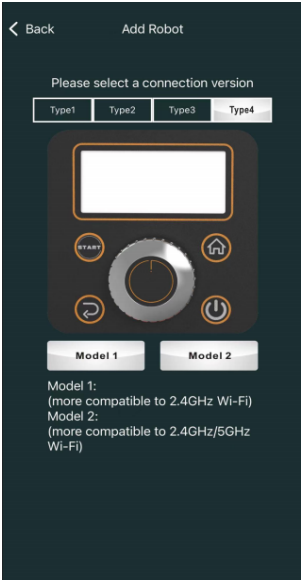 Back
Add Robot
Please select a connection version
Type1 Type2 Type3 Type4
START
Model 1 Model 2
Model 1:
(more compatible to 2.4GHz Wi-Fi)
Model 2:
(more compatible to 2.4GHz/5GHz
Wi-Fi)